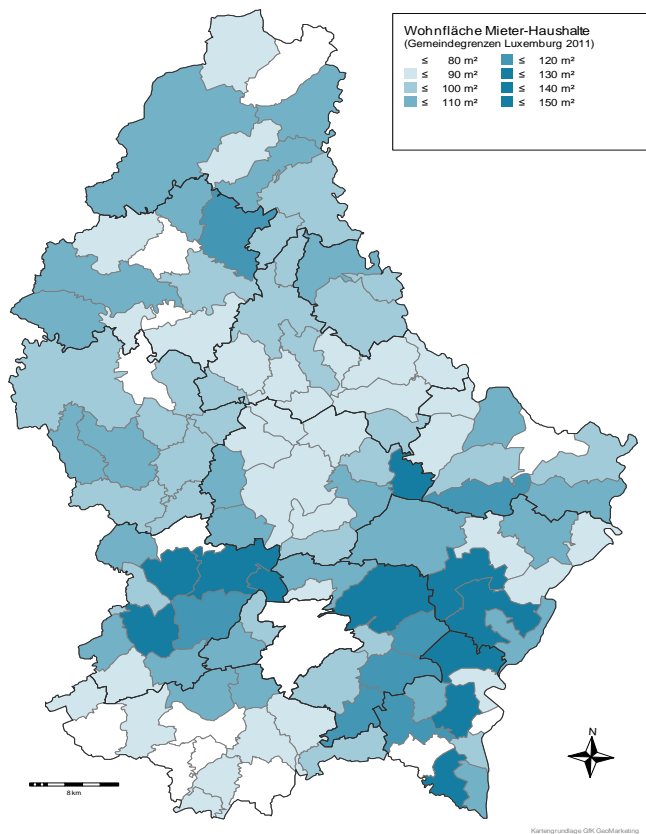 Wohnfläche Mieter-Haushalte
(Gemeindegrenzen Luxemburg 2011)
≤ 80 m² ≤ 120 m²
≤ 90 m² ≤ 130 m²
≤ 100 m² ≤ 140 m²
≤ 110 m² ≤ 150 m²
N
8 km
Kartengrundlage GfK GeoMarketing